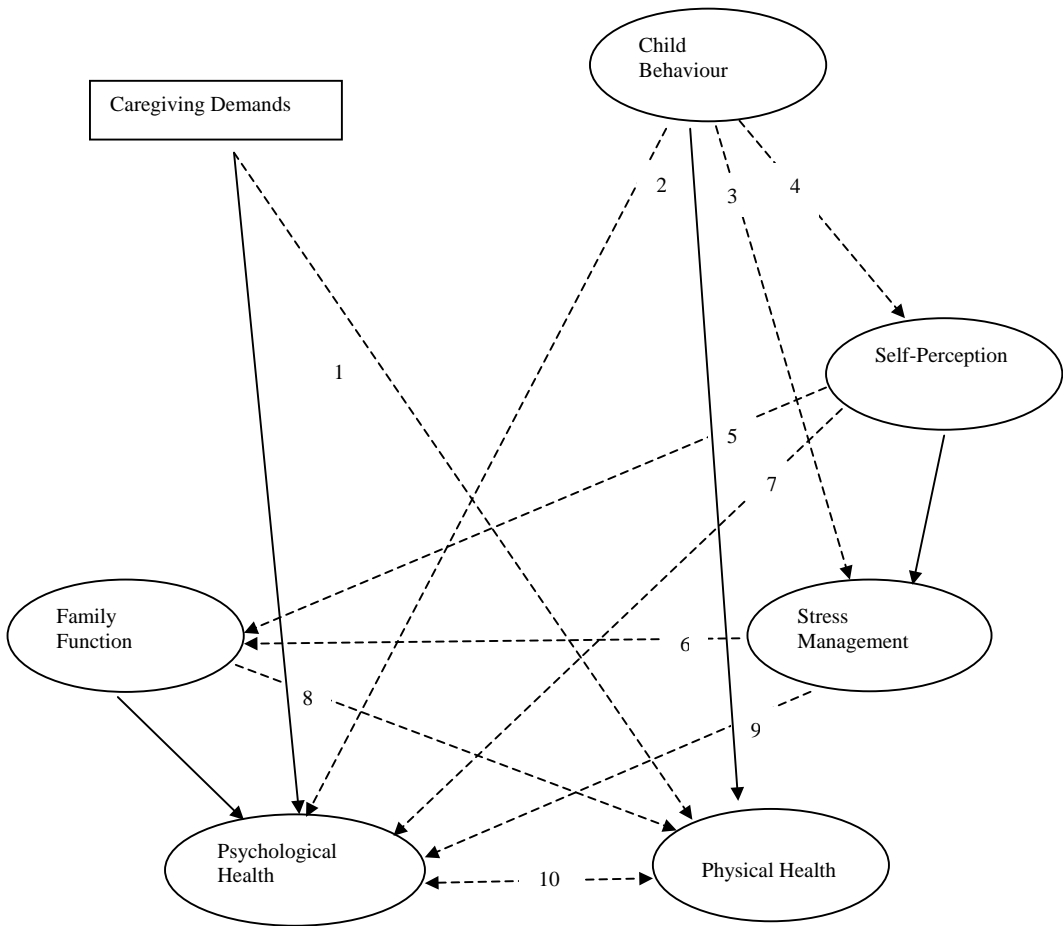 Child
Behaviour
Caregiving Demands
2
3
4
1
Self-Perception
5
7
Family
Function
Stress
Management
6
8
9
Psychological
Health
Physical Health
10